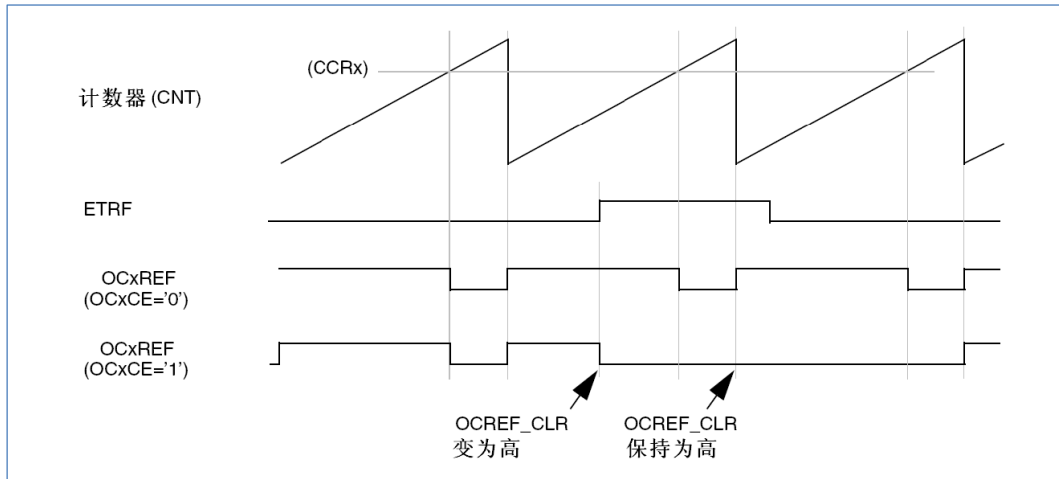 (CCRx)
计数器 (CNT)
ETRF
OCxREF
(OCxCE='0')
OCxREF
(OCxCE='1')
OCREF_CLR
变为高
OCREF_CLR
保持为高